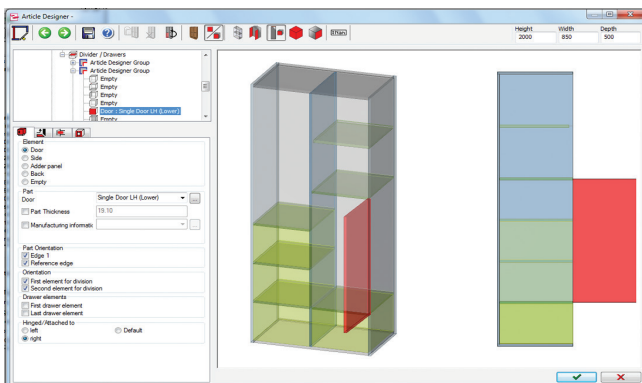 Article Designer -
Height Width Depth
2000 850 500
Divider / Drawers
Article Designer Group
Article Designer Group
Empty
Empty
Empty
Door : Single Door LH (Lower)
Empty
Element
Door
Side
Adder panel
Back
Empty
Part
Door Single Door LH (Lower) ...
Part Thickness 19.10
Manufacturing informatic ...
Part Orientation
Edge 1
Reference edge
Orientation
First element for division
Second element for division
Drawer elements
First drawer element
Last drawer element
Hinged/Attached to
left Default
right